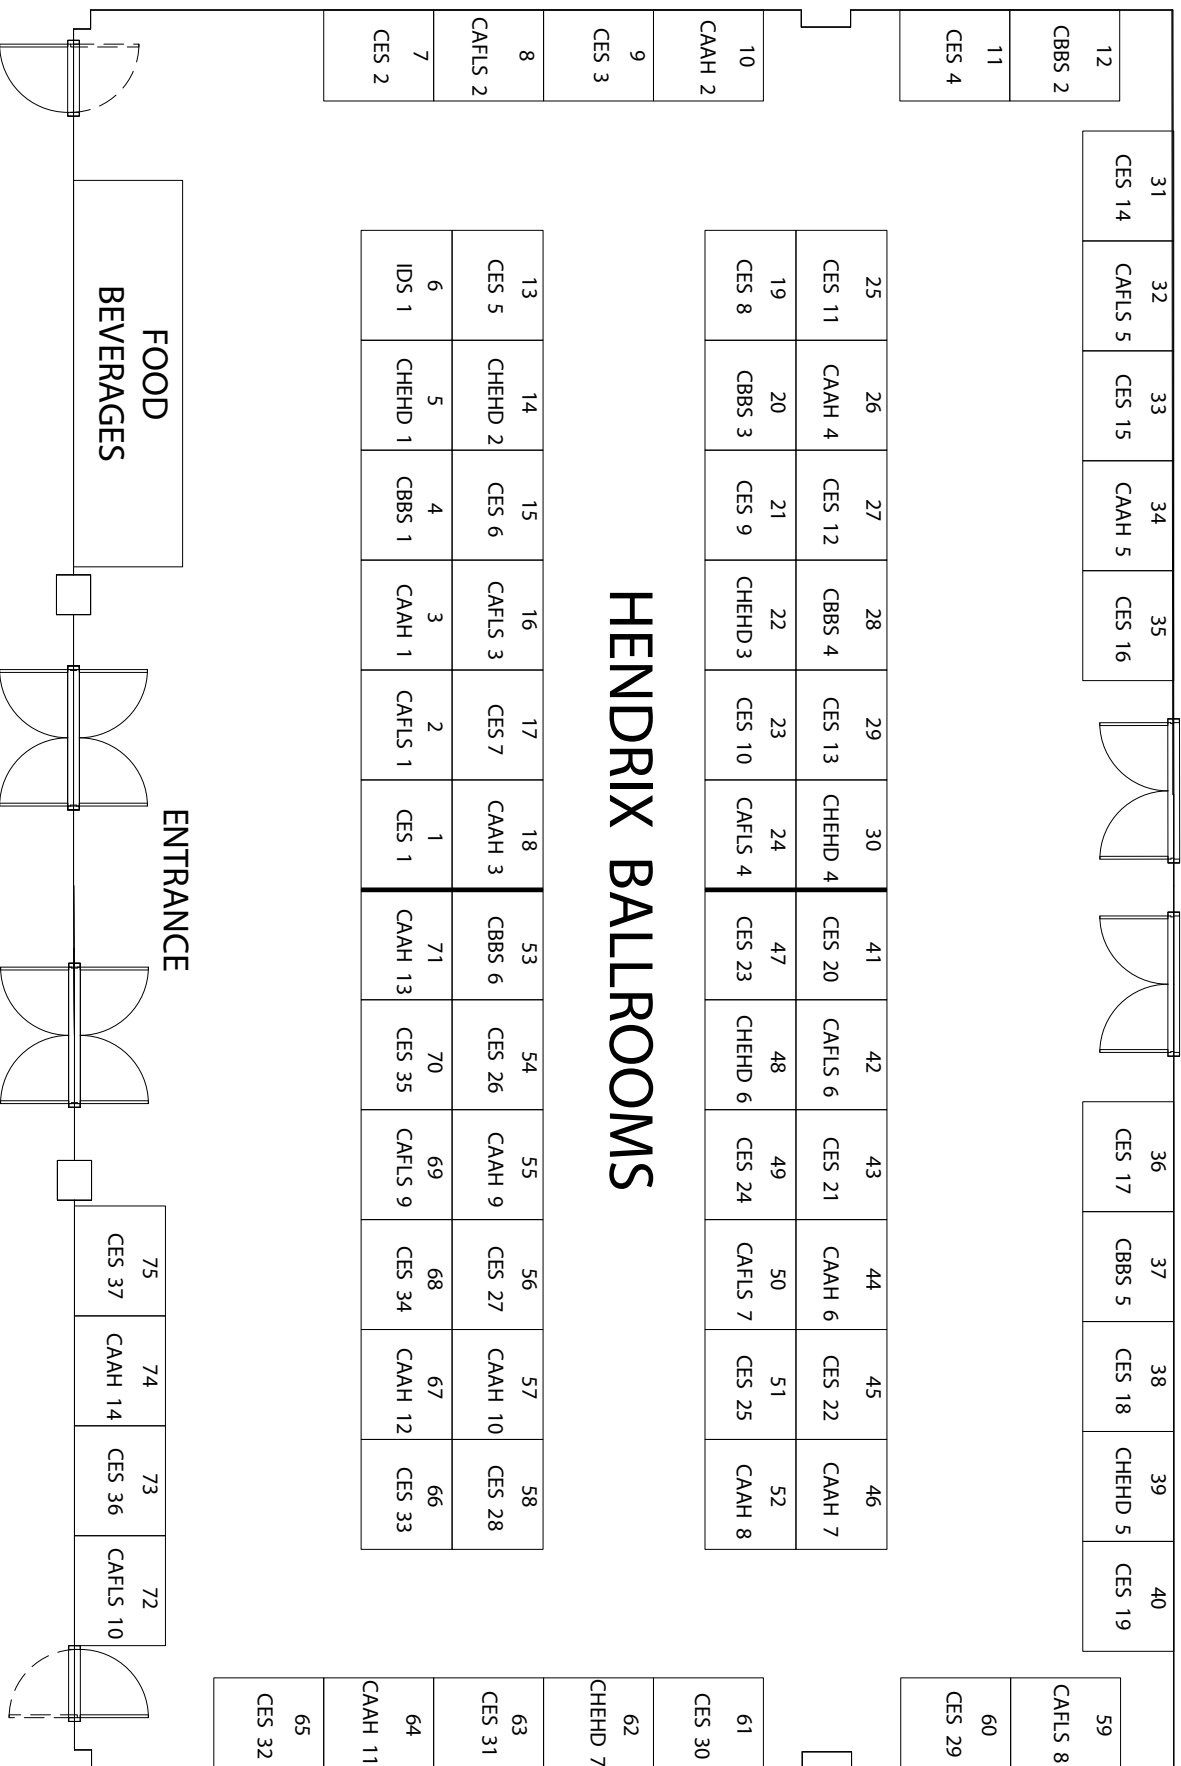 12
CBBS 2
11
CES 4
10
CAAH 2
9
CES 3
8
CAFLS 2
7
CES 2
31
CES 14
32
CAFLS 5
33
CES 15
34
CAAH 5
35
CES 16
36
CES 17
37
CBBS 5
38
CES 18
39
CHEHD 5
40
CES 19
25
CES 11
26
CAAH 4
27
CES 12
28
CBBS 4
29
CES 13
30
CHEHD 4
41
CES 20
42
CAFLS 6
43
CES 21
44
CAAH 6
45
CES 22
46
CAAH 7
19
CES 8
20
CBBS 3
21
CES 9
22
CHEHD 3
23
CES 10
24
CAFLS 4
47
CES 23
48
CHEHD 6
49
CES 24
50
CAFLS 7
51
CES 25
52
CAAH 8
HENDRIX BALLROOMS
13
CES 5
14
CHEHD 2
15
CES 6
16
CAFLS 3
17
CES 7
18
CAAH 3
53
CBBS 6
54
CES 26
55
CAAH 9
56
CES 27
57
CAAH 10
58
CES 28
6
IDS 1
5
CHEHD 1
4
CBBS 1
3
CAAH 1
2
CAFLS 1
1
CES 1
71
CAAH 13
70
CES 35
69
CAFLS 9
68
CES 34
67
CAAH 12
66
CES 33
FOOD
BEVERAGES
ENTRANCE
75
CES 37
74
CAAH 14
73
CES 36
72
CAFLS 10
59
CAFLS 8
60
CES 29
61
CES 30
62
CHEHD 7
63
CES 31
64
CAAH 11
65
CES 32